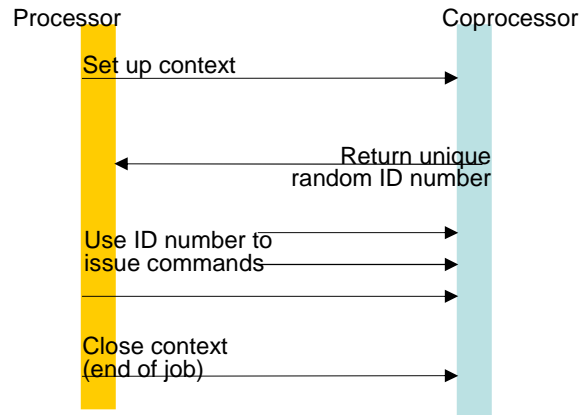 Processor
Coprocessor
Set up context
Return unique
random ID number
Use ID number to
issue commands
Close context
(end of job)